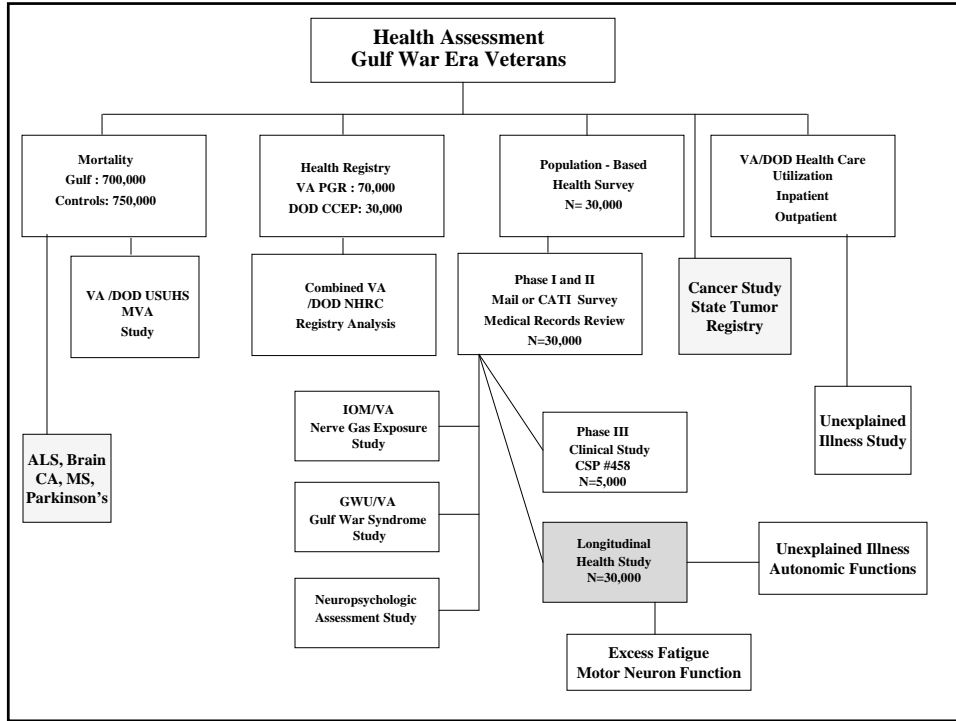 Health Assessment
Gulf War Era Veterans
Mortality
Gulf : 700,000
Controls: 750,000
Health Registry
VA PGR : 70,000
DOD CCEP: 30,000
Population - Based
Health Survey
N= 30,000
VA/DOD Health Care
Utilization
Inpatient
Outpatient
VA /DOD USUHS
MVA
Study
Combined VA
/DOD NHRC
Registry Analysis
Phase I and II
Mail or CATI Survey
Medical Records Review
N=30,000
Cancer Study
State Tumor
Registry
IOM/VA
Nerve Gas Exposure
Study
Phase III
Clinical Study
CSP #458
N=5,000
Unexplained
Illness Study
ALS, Brain
CA, MS,
Parkinson’s
GWU/VA
Gulf War Syndrome
Study
Longitudinal
Health Study
N=30,000
Unexplained Illness
Autonomic Functions
Neuropsychologic
Assessment Study
Excess Fatigue
Motor Neuron Function